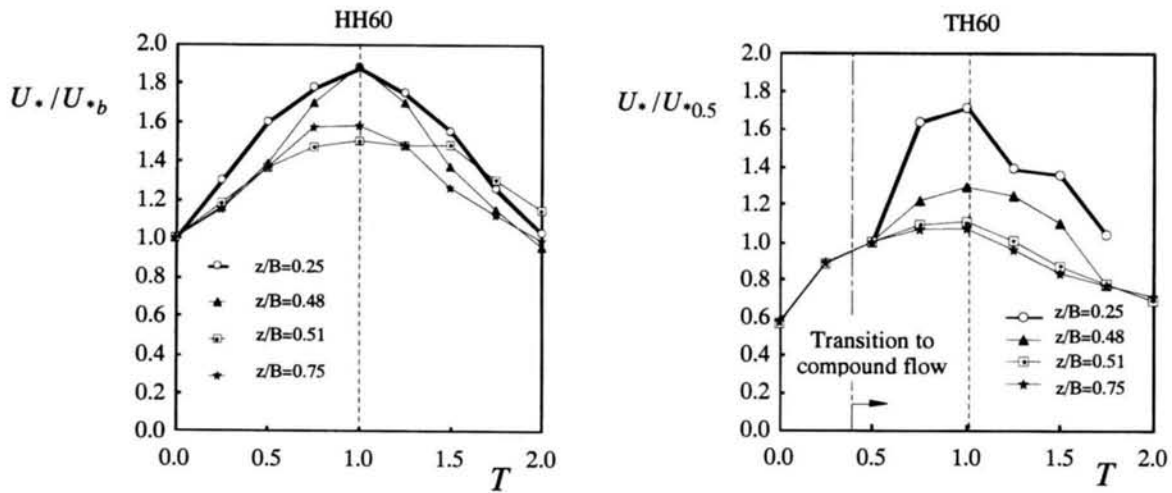 HH60
U*/U*b
2.0
1.8
1.6
1.4
1.2
1.0
0.8
0.6
0.4
0.2
0.0
z/B=0.25
z/B=0.48
z/B=0.51
z/B=0.75
0.0 0.5 1.0 1.5 2.0
T
TH60
U*/U*0.5
2.0
1.8
1.6
1.4
1.2
1.0
0.8
0.6
0.4
0.2
0.0
Transition to
compound flow
z/B=0.25
z/B=0.48
z/B=0.51
z/B=0.75
0.0 0.5 1.0 1.5 2.0
T